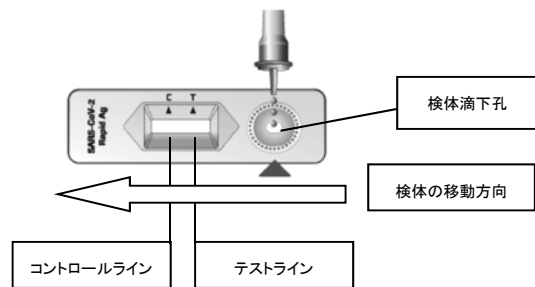 C T
SARS-CoV-2
Rapid Ag
検体滴下孔
検体の移動方向
コントロールライン
テストライン